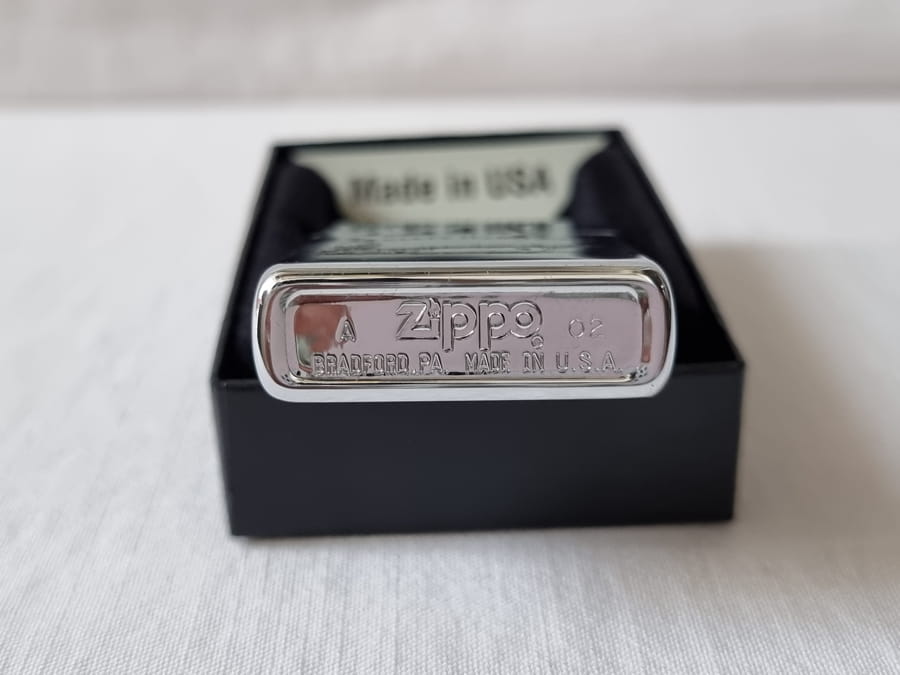 Made in USA
A Zippo 02
BRADFORD,PA. MADE IN U.S.A.